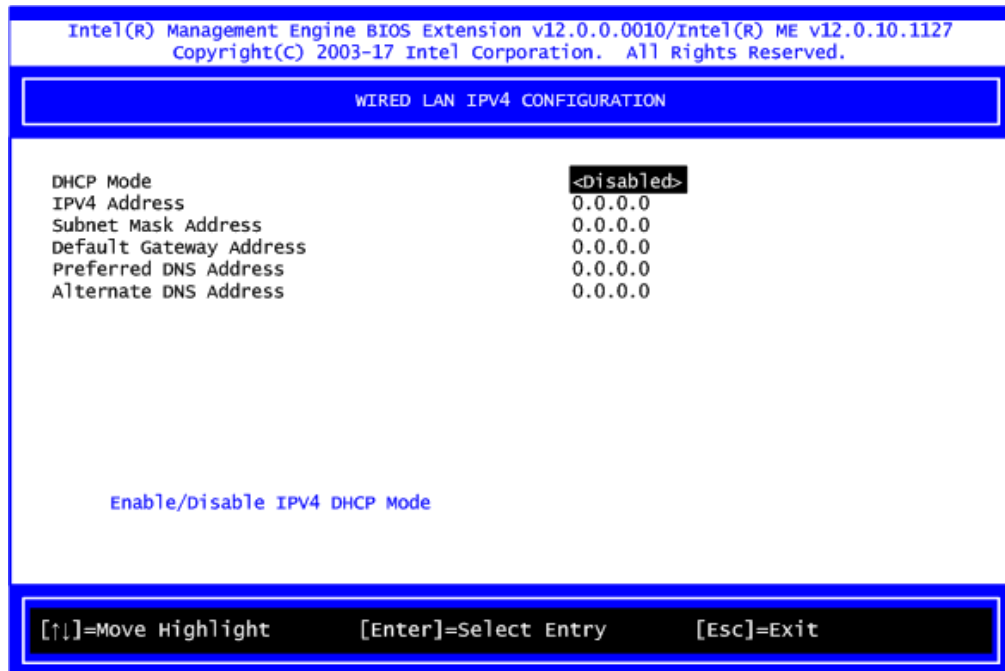 Intel(R) Management Engine BIOS Extension v12.0.0.0010/Intel(R) ME v12.0.10.1127
Copyright(C) 2003-17 Intel Corporation. All Rights Reserved.
WIRED LAN IPV4 CONFIGURATION
DHCP Mode <Disabled>
IPV4 Address 0.0.0.0
Subnet Mask Address 0.0.0.0
Default Gateway Address 0.0.0.0
Preferred DNS Address 0.0.0.0
Alternate DNS Address 0.0.0.0
Enable/Disable IPV4 DHCP Mode
[↑↓]=Move Highlight [Enter]=Select Entry [Esc]=Exit